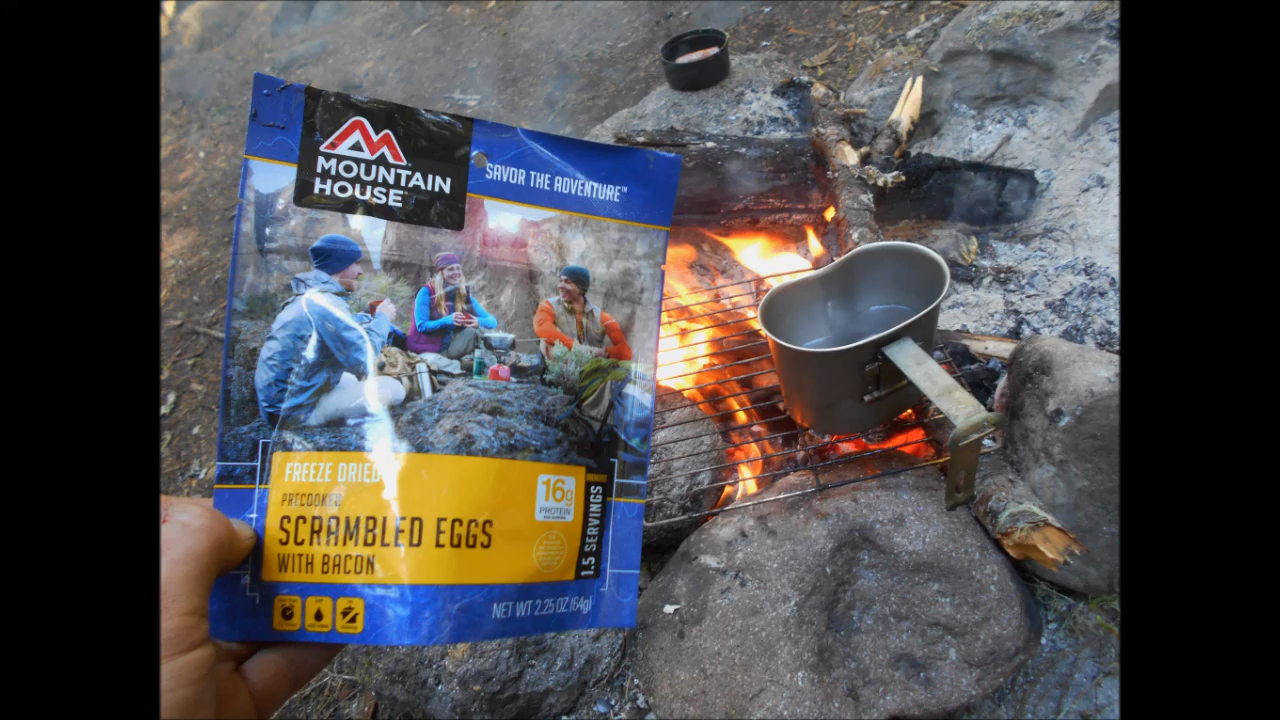 MOUNTAIN
HOUSE
SAVOR THE ADVENTURE™
FREEZE DRIED
PRECOOKED
SCRAMBLED EGGS
WITH BACON
16g
PROTEIN
1.5 SERVINGS
NET WT 2.25 OZ (64g)